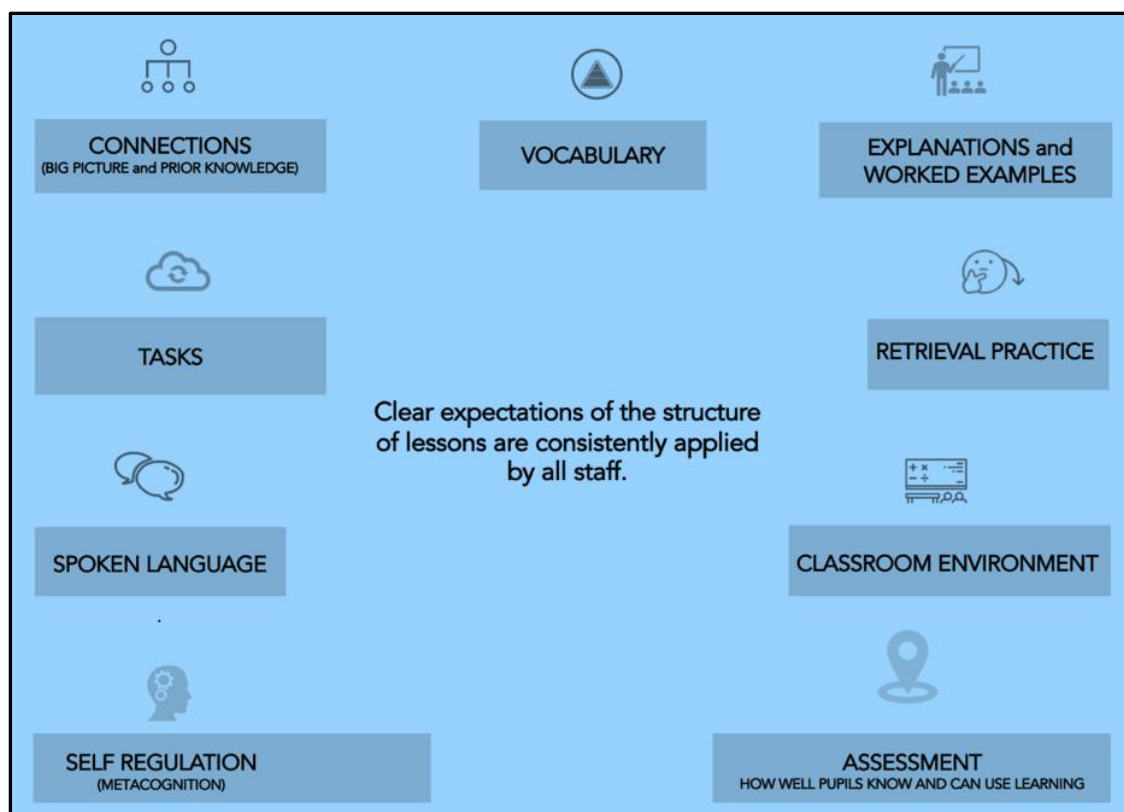 CONNECTIONS
(BIG PICTURE and PRIOR KNOWLEDGE)
VOCABULARY
EXPLANATIONS and
WORKED EXAMPLES
TASKS
RETRIEVAL PRACTICE
Clear expectations of the structure
of lessons are consistently applied
by all staff.
SPOKEN LANGUAGE
.
CLASSROOM ENVIRONMENT
SELF REGULATION
(METACOGNITION)
ASSESSMENT
HOW WELL PUPILS KNOW AND CAN USE LEARNING